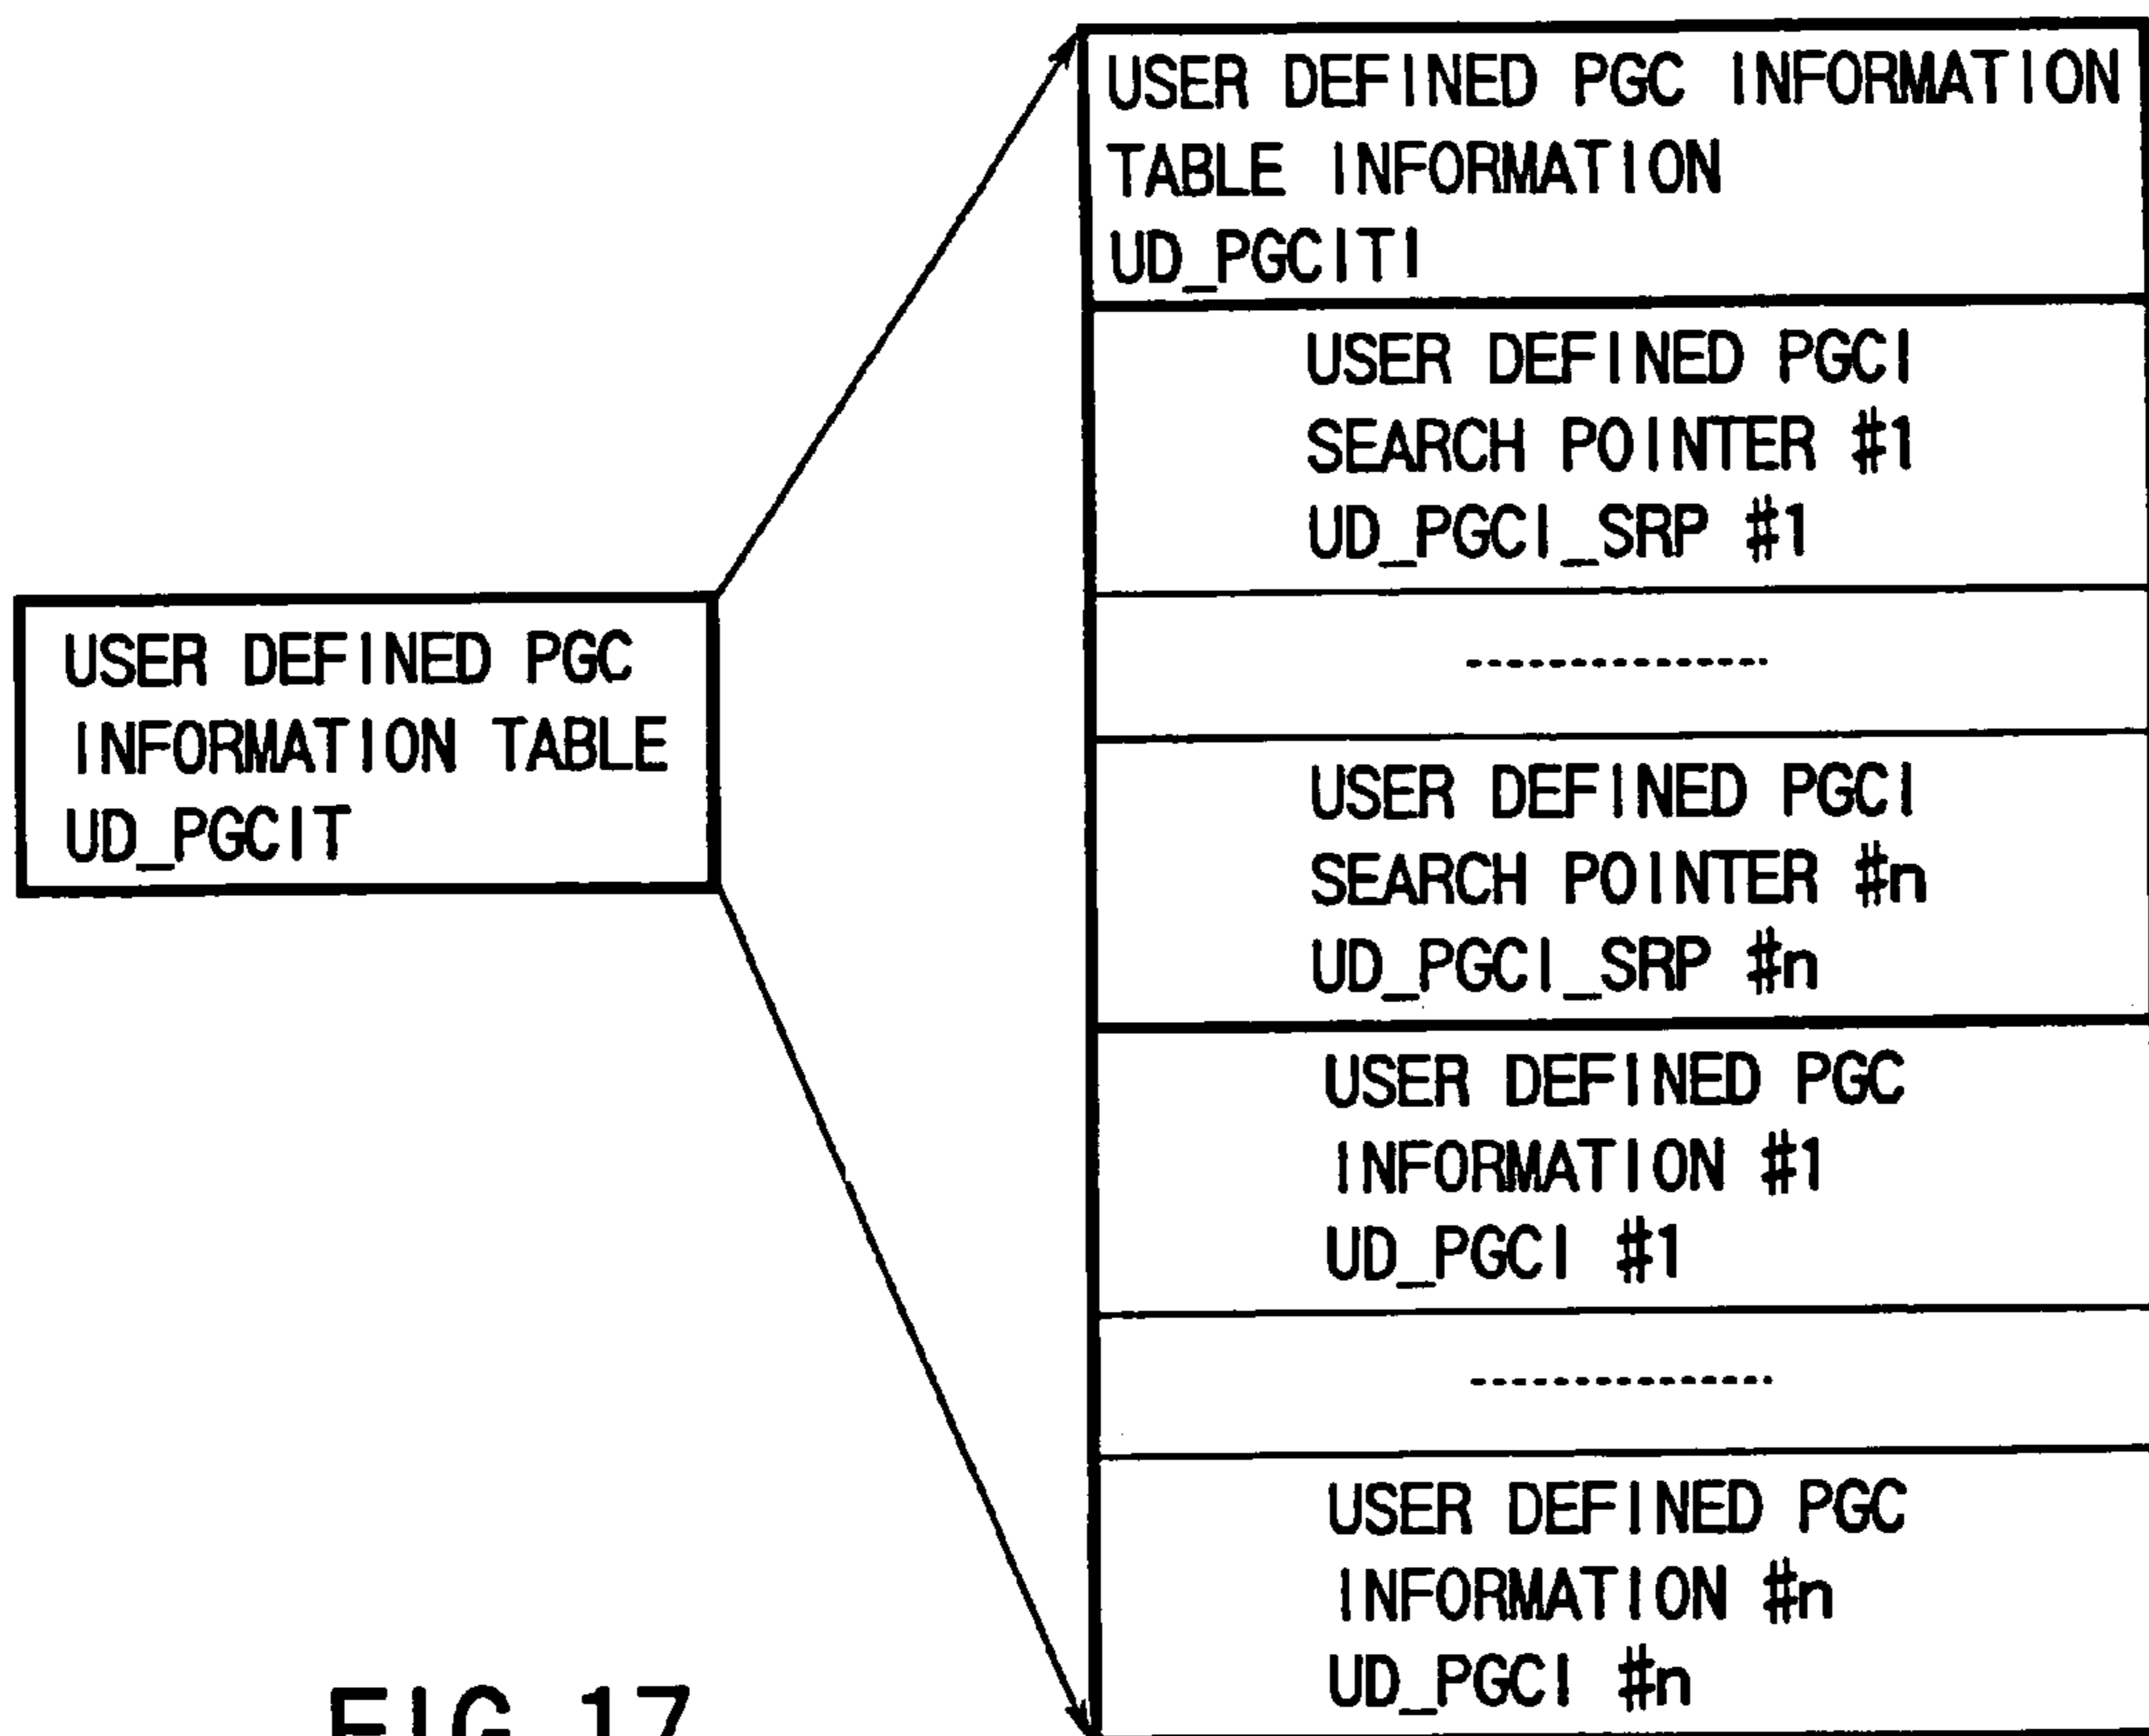 USER DEFINED PGC INFORMATION
TABLE INFORMATION
UD_PGCITI
USER DEFINED PGCI
SEARCH POINTER #1
UD_PGCI_SRP #1
----------------
USER DEFINED PGC
INFORMATION TABLE
UD_PGCIT
USER DEFINED PGCI
SEARCH POINTER #n
UD_PGCI_SRP #n
USER DEFINED PGC
INFORMATION #1
UD_PGCI #1
----------------
USER DEFINED PGC
INFORMATION #n
UD_PGCI #n
FIG. 17